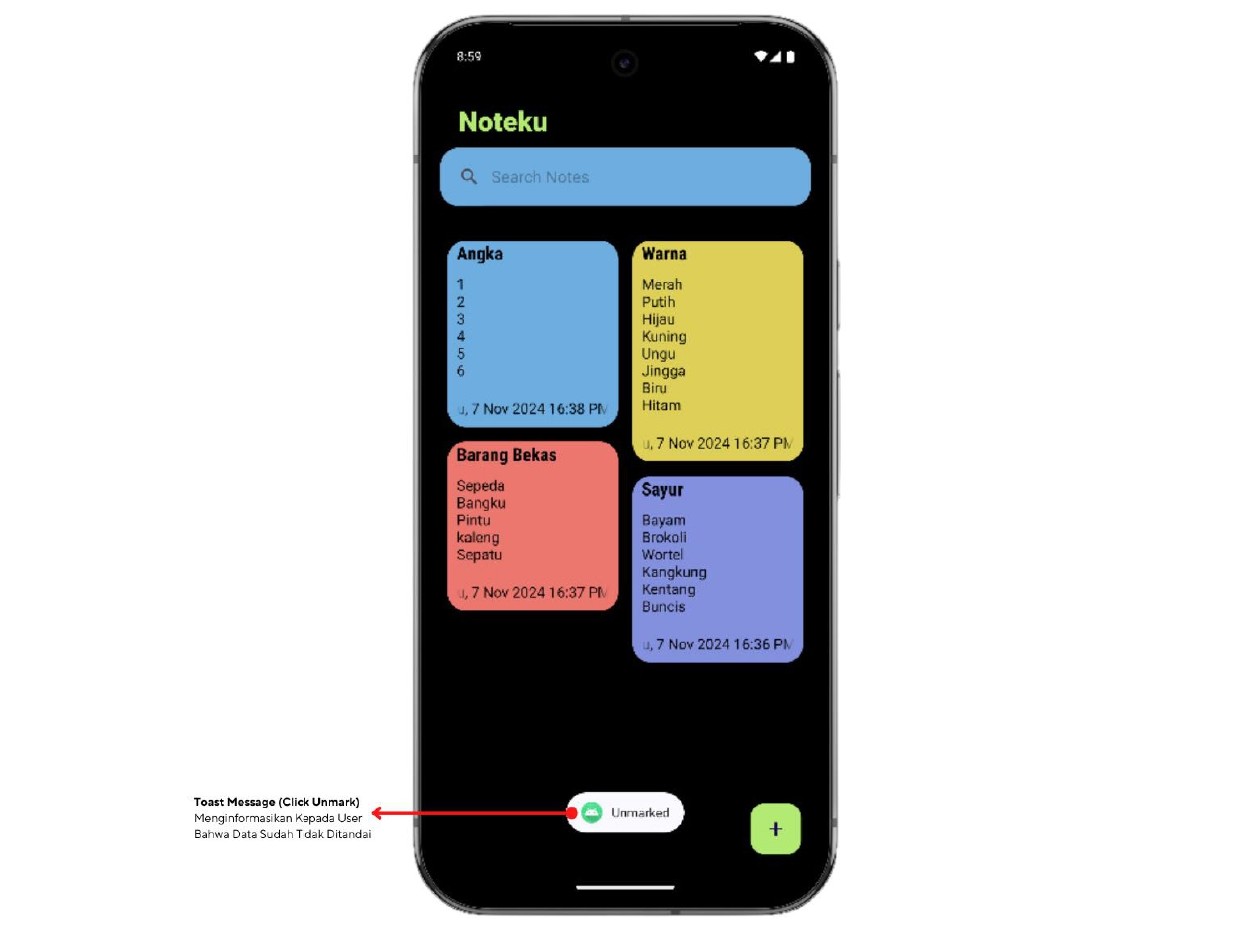 8:59
Noteku
Search Notes
Angka
1
2
3
4
5
6
u, 7 Nov 2024 16:38 PM
Warna
Merah
Putih
Hijau
Kuning
Ungu
Jingga
Biru
Hitam
u, 7 Nov 2024 16:37 PM
Barang Bekas
Sepeda
Bangku
Pintu
kaleng
Sepatu
u, 7 Nov 2024 16:37 PM
Sayur
Bayam
Brokoli
Wortel
Kangkung
Kentang
Buncis
u, 7 Nov 2024 16:36 PM
Toast Message (Click Unmark)
Menginformasikan Kepada User
Bahwa Data Sudah Tidak Ditandai
Unmarked
+